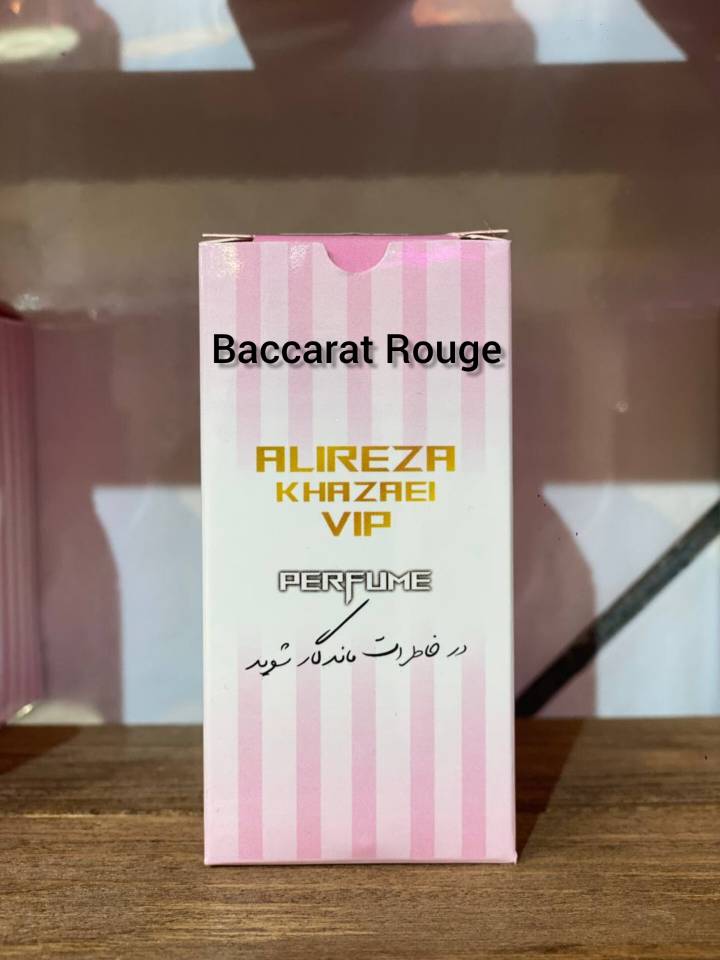 Baccarat Rouge
ALIREZA
KHAZAEI
VIP
PERFUME
در خاطرات ماندگار شوید